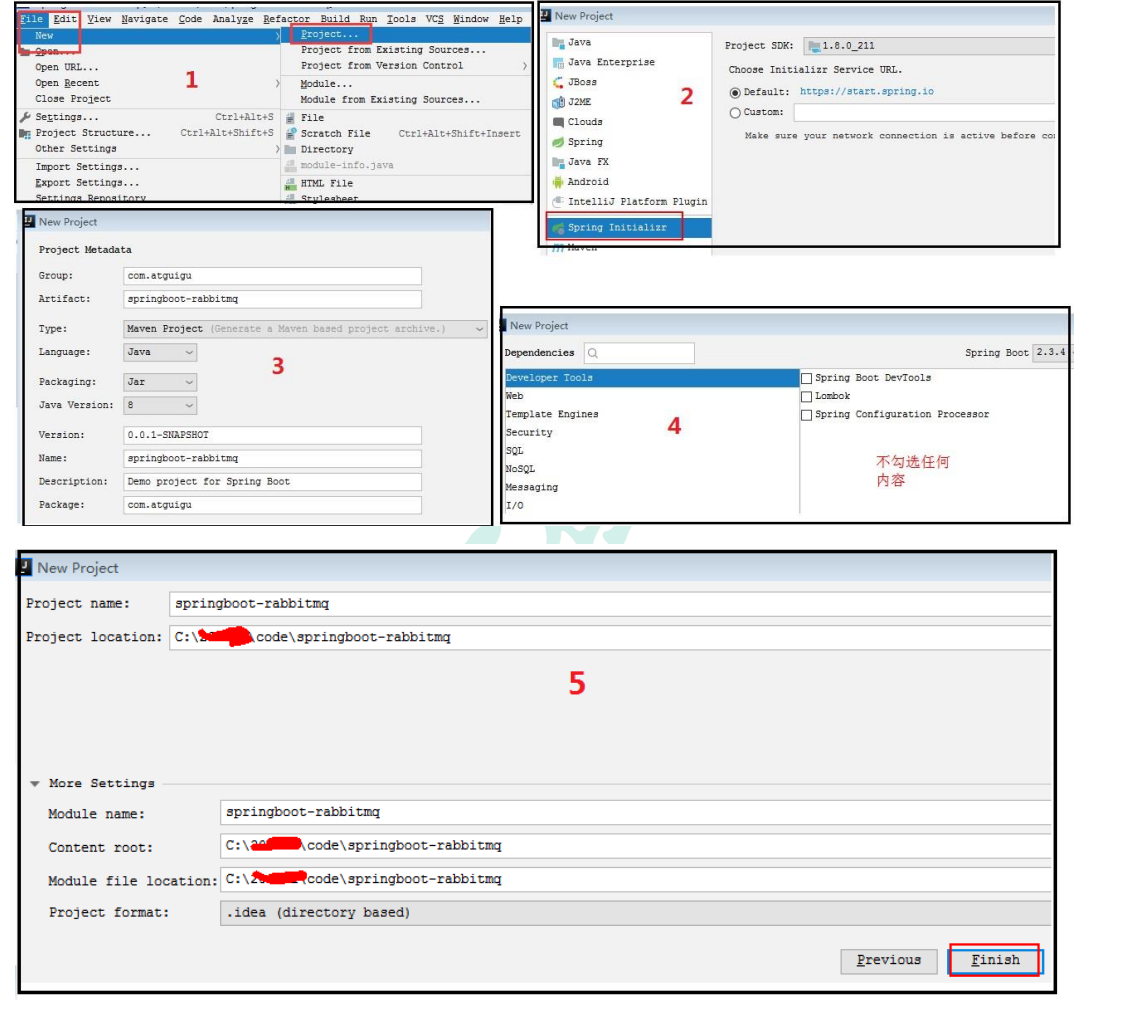 File Edit View Navigate Code Analyze Refactor Build Run Tools VCS Window Help
New
Open...
Open URL...
Open Recent
Close Project
Settings... Ctrl+Alt+S
Project Structure... Ctrl+Alt+Shift+S
Other Settings
Import Settings...
Export Settings...
Settings Repository
1
Project...
Project from Existing Sources...
Project from Version Control
Module...
Module from Existing Sources...
File
Scratch File Ctrl+Alt+Shift+Insert
Directory
module-info.java
HTML File
Stylesheet
New Project
Java
Java Enterprise
JBoss
J2ME
Clouds
Spring
Java FX
Android
IntelliJ Platform Plugin
Spring Initializr
Maven
2
Project SDK: 1.8.0_211
Choose Initializr Service URL.
Default: https://start.spring.io
Custom:
Make sure your network connection is active before
New Project
Project Metadata
Group: com.atguigu
Artifact: springboot-rabbitmq
Type: Maven Project (Generate a Maven based project archive.)
Language: Java
3
Packaging: Jar
Java Version: 8
Version: 0.0.1-SNAPSHOT
Name: springboot-rabbitmq
Description: Demo project for Spring Boot
Package: com.atguigu
New Project
Dependencies
Spring Boot 2.3.4
Developer Tools
Web
Template Engines
Security
SQL
NoSQL
Messaging
I/O
4
Spring Boot DevTools
Lombok
Spring Configuration Processor
不勾选任何
内容
New Project
Project name: springboot-rabbitmq
Project location: C:\ \code\springboot-rabbitmq
5
More Settings
Module name: springboot-rabbitmq
Content root: C:\ \code\springboot-rabbitmq
Module file location: C:\ \code\springboot-rabbitmq
Project format: .idea (directory based)
Previous Finish